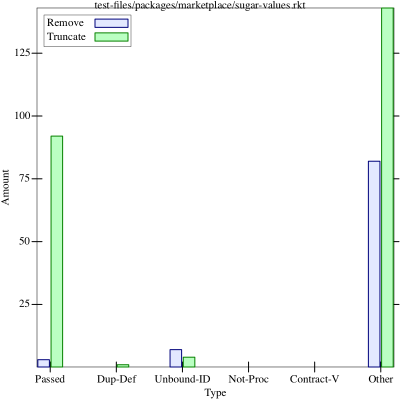 test-files/packages/marketplace/sugar-values.rkt
Remove
Truncate
125
100
75
50
25
Amount
Passed Dup-Def Unbound-ID Not-Proc Contract-V Other
Type